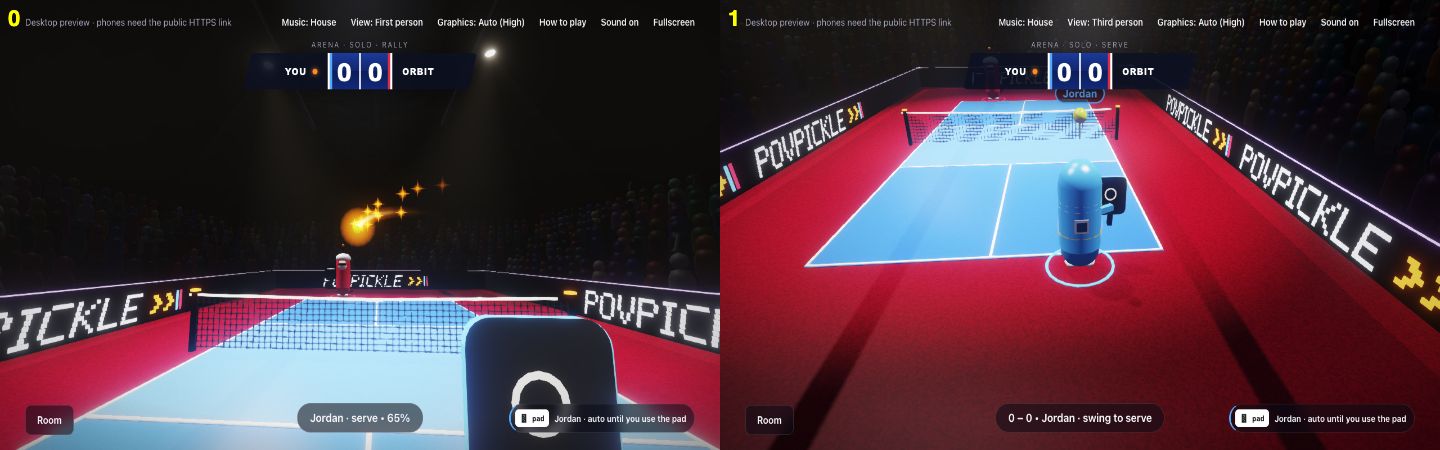 0
Desktop preview · phones need the public HTTPS link
Music: House
View: First person
Graphics: Auto (High)
How to play
Sound on
Fullscreen
ARENA · SOLO · RALLY
YOU 0 0 ORBIT
POVPICKLE
PICKLE
POVPICK
Room
Jordan · serve • 65%
pad
Jordan · auto until you use the pad
1
Desktop preview · phones need the public HTTPS link
Music: House
View: Third person
Graphics: Auto (High)
How to play
Sound on
Fullscreen
ARENA · SOLO · SERVE
YOU 0 0 ORBIT
Jordan
POVPICKLE
POVPICKLE
POVPICKLE
Room
0 – 0 • Jordan · swing to serve
pad
Jordan · auto until you use the pad